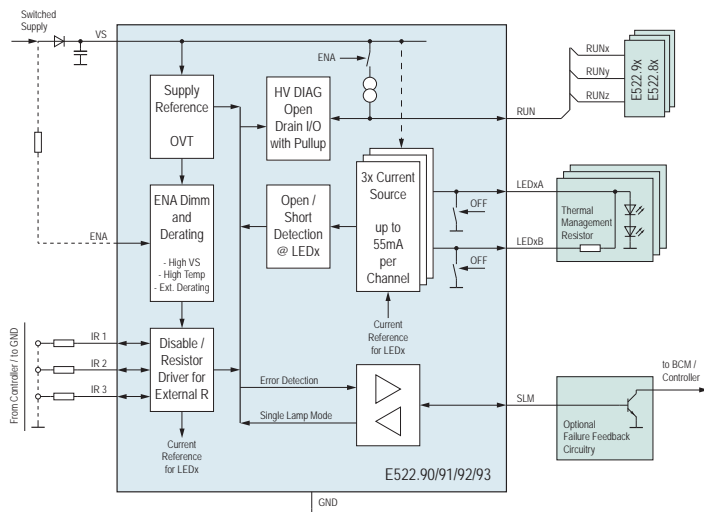 Switched
Supply
VS
ENA
Supply
Reference
OVT
HV DIAG
Open
Drain I/O
with Pullup
RUN
RUNx
RUNy
RUNz
E522.9x
E522.8x
ENA
ENA Dimm
and
Derating
- High VS
- High Temp
- Ext. Derating
Open /
Short
Detection
@ LEDx
3x Current
Source
up to
55mA
per
Channel
OFF
LEDxA
OFF
LEDxB
Thermal
Management
Resistor
Current
Reference
for LEDx
From Controller / to GND
IR 1
IR 2
IR 3
Disable /
Resistor
Driver for
External R
Error Detection
Single Lamp Mode
SLM
to BCM /
Controller
Optional
Failure Feedback
Circuitry
Current
Reference
for LEDx
E522.90/91/92/93
GND